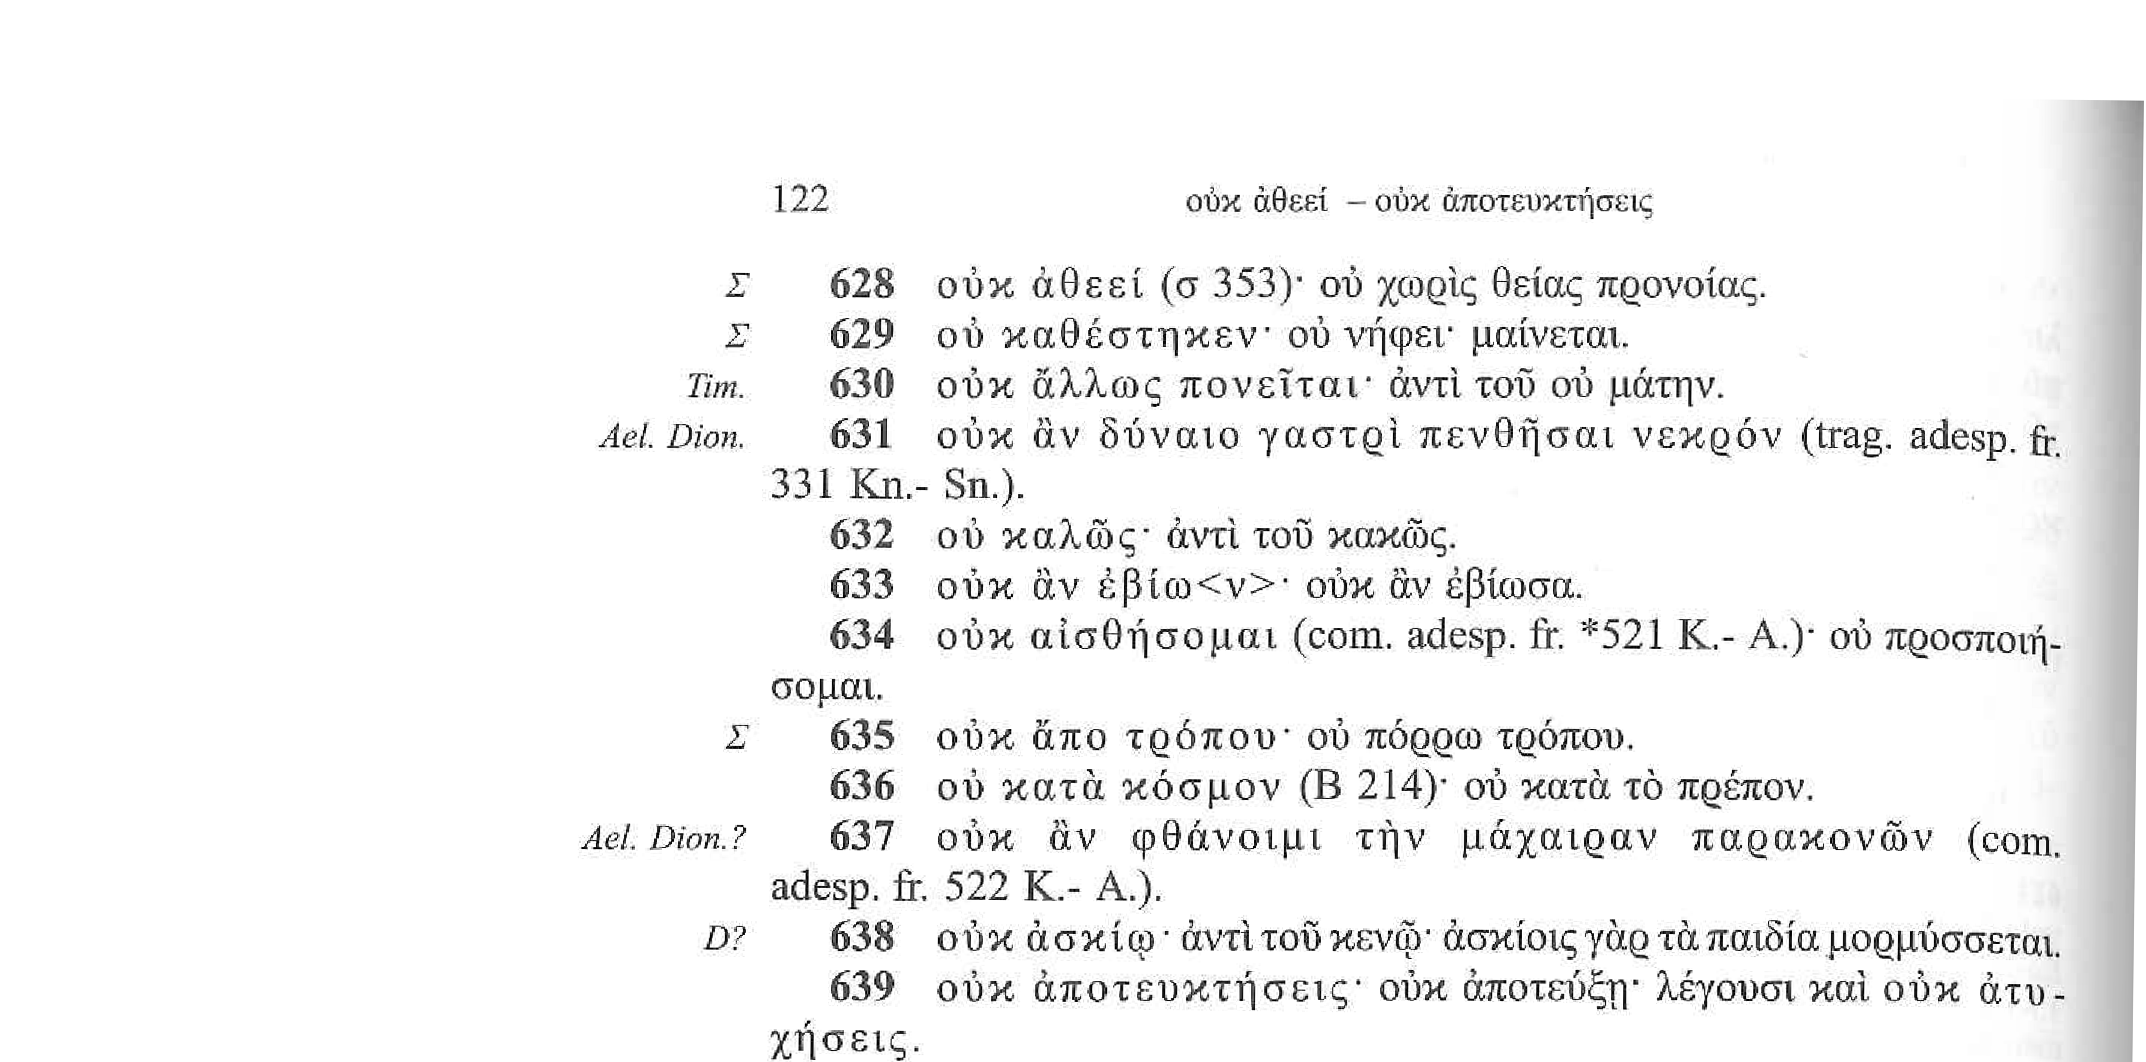 122 οὐκ ἀθεεί – οὐκ ἀποτευκτήσεις
Σ 628 οὐκ ἀθεεί (σ 353)· οὐ χωρὶς θείας προνοίας.
Σ 629 οὐ καθέστηκεν· οὐ νήφει· μαίνεται.
Tim. 630 οὐκ ἄλλως πονεῖται· ἀντὶ τοῦ οὐ μάτην.
Ael. Dion. 631 οὐκ ἂν δύναιο γαστρὶ πενθῆσαι νεκρόν (trag. adesp. fr.
331 Kn.- Sn.).
632 οὐ καλῶς· ἀντὶ τοῦ κακῶς.
633 οὐκ ἂν ἐβίω<ν>· οὐκ ἂν ἐβίωσα.
634 οὐκ αἰσθήσομαι (com. adesp. fr. *521 K.- A.)· οὐ προσποιή-
σομαι.
Σ 635 οὐκ ἄπο τρόπου· οὐ πόρρω τρόπου.
636 οὐ κατὰ κόσμον (Β 214)· οὐ κατὰ τὸ πρέπον.
Ael. Dion.? 637 οὐκ ἂν φθάνοιμι τὴν μάχαιραν παρακονῶν (com.
adesp. fr. 522 K.- A.).
D? 638 οὐκ ἀσκίῳ· ἀντὶ τοῦ κενῷ· ἀσκίοις γὰρ τὰ παιδία μορμύσσεται.
639 οὐκ ἀποτευκτήσεις· οὐκ ἀποτεύξῃ· λέγουσι καὶ οὐκ ἀτυ-
χήσεις.